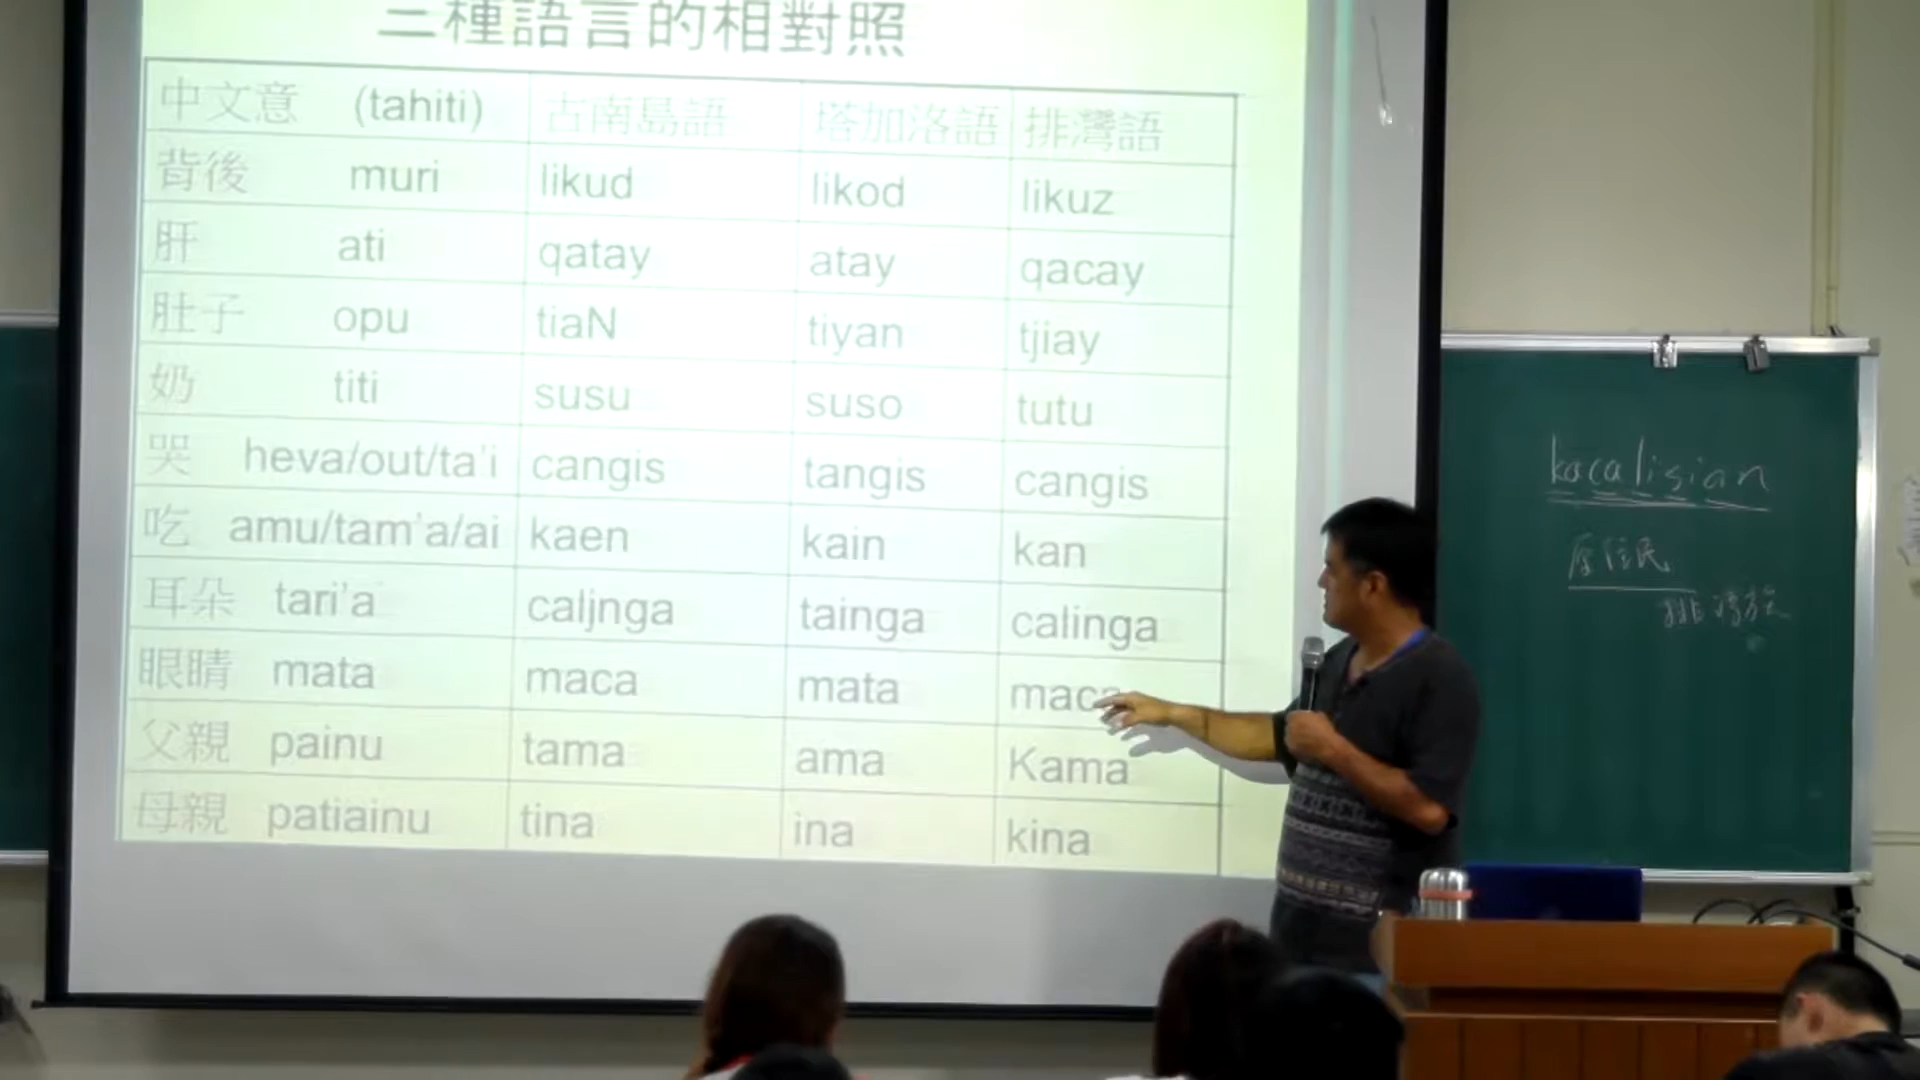 三種語言的相對照
中文意 (tahiti) 古南島語 塔加洛語 排灣語
背後 muri likud likod likuz
肝 ati qatay atay qacay
肚子 opu tiaN tiyan tjiay
奶 titi susu suso tutu
哭 heva/out/ta'i cangis tangis cangis
吃 amu/tam'a/ai kaen kain kan
耳朵 tari'a caljnga tainga calinga
眼睛 mata maca mata maca
父親 painu tama ama Kama
母親 patiainu tina ina kina
kacalisian
原住民
排灣族